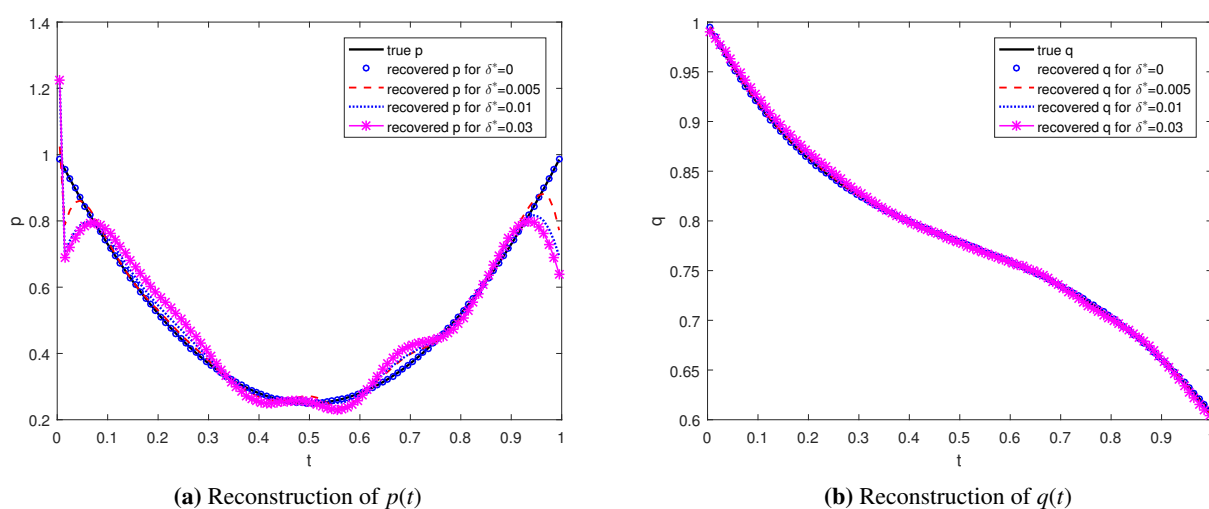 1.4
1.2
1
0.8
0.6
0.4
0.2
p
0 0.1 0.2 0.3 0.4 0.5 0.6 0.7 0.8 0.9 1
t
true p
recovered p for δ*=0
recovered p for δ*=0.005
recovered p for δ*=0.01
recovered p for δ*=0.03
(a) Reconstruction of p(t)
1
0.95
0.9
0.85
0.8
0.75
0.7
0.65
0.6
q
0 0.1 0.2 0.3 0.4 0.5 0.6 0.7 0.8 0.9 1
t
true q
recovered q for δ*=0
recovered q for δ*=0.005
recovered q for δ*=0.01
recovered q for δ*=0.03
(b) Reconstruction of q(t)